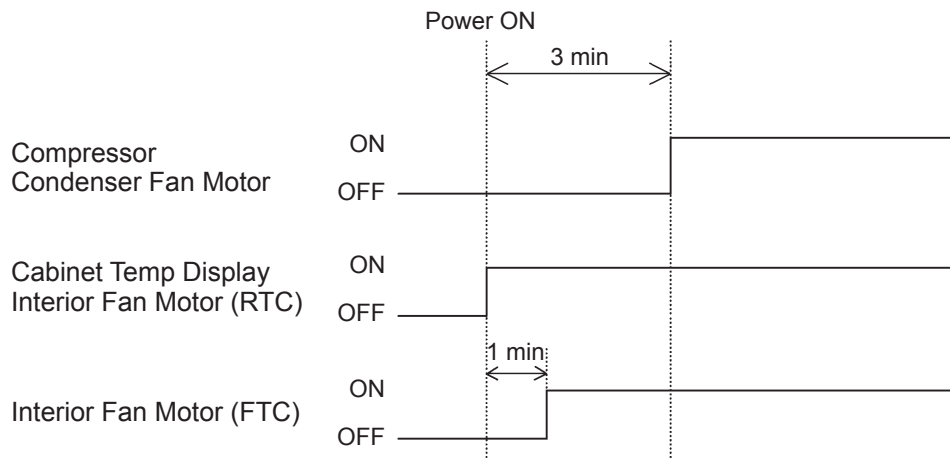 Power ON
3 min
Compressor
Condenser Fan Motor
ON
OFF
Cabinet Temp Display
Interior Fan Motor (RTC)
ON
OFF
1 min
Interior Fan Motor (FTC)
ON
OFF